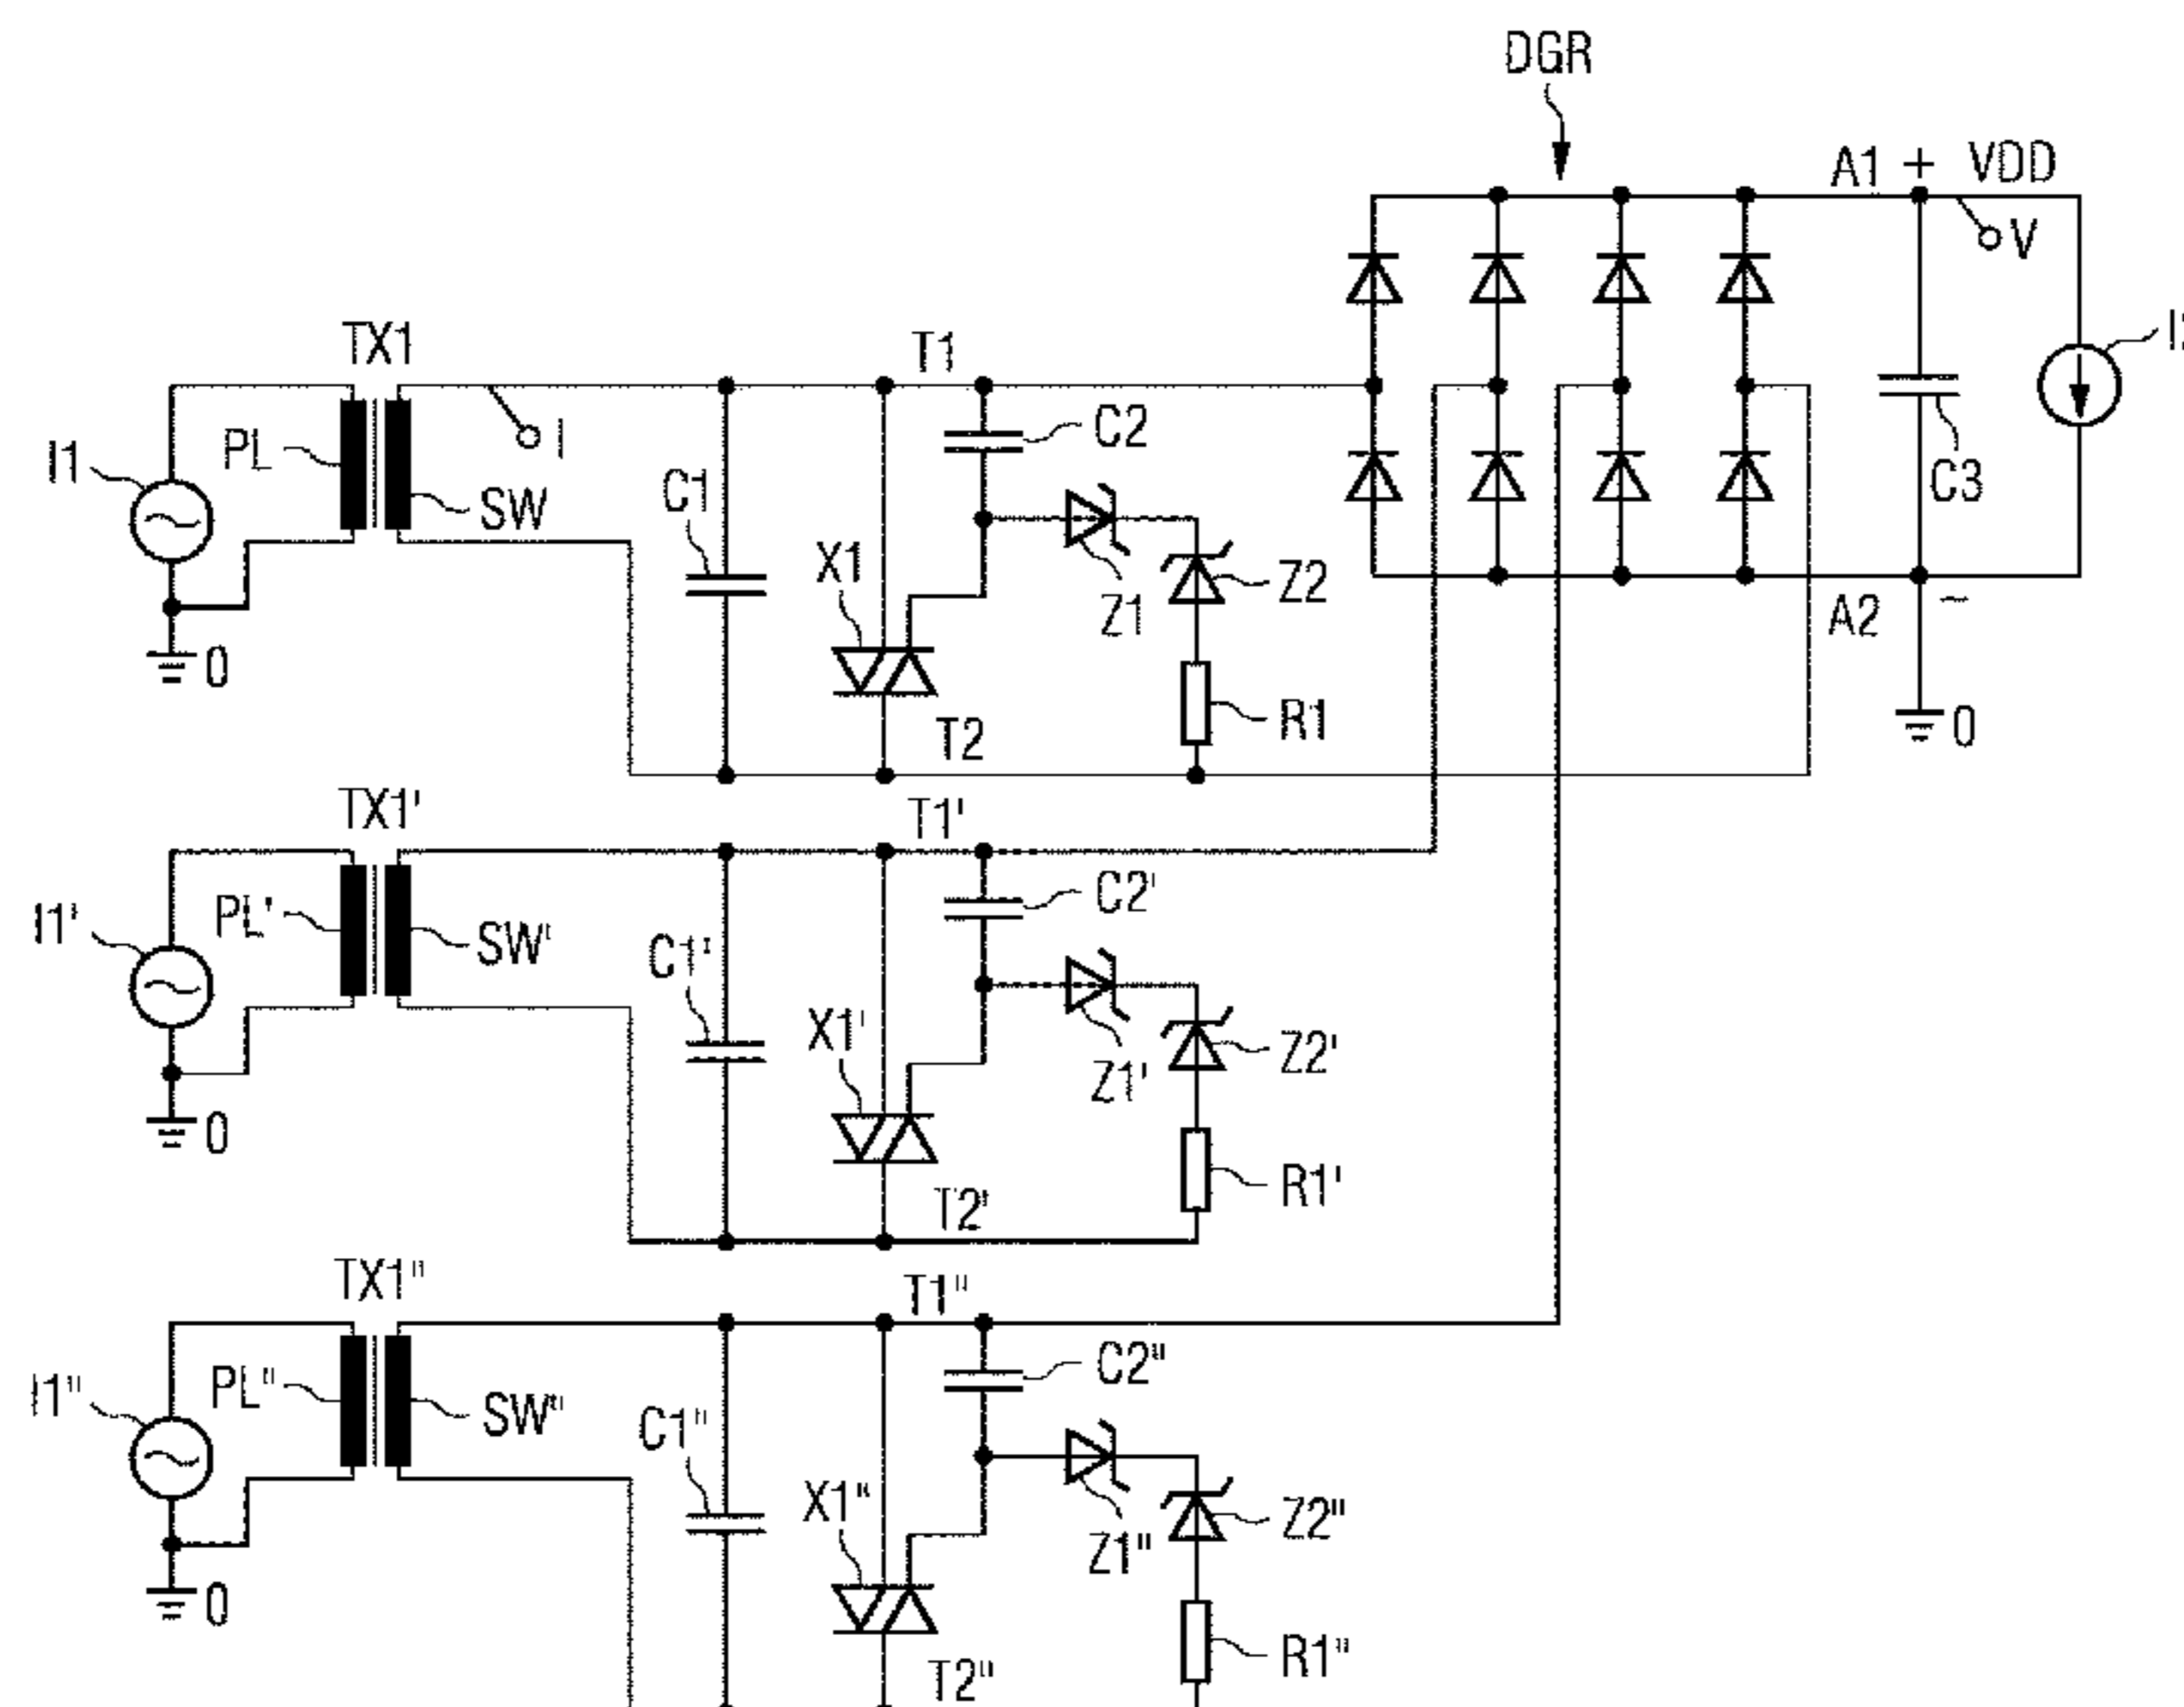 DGR
A1 + VDD
V
TX1
T1
I1
PL
SW
I
C1
C2
X1
Z1
Z2
C3
A2 −
0
0
T2
R1
TX1'
T1'
I1'
PL'
SW'
C1'
C2'
X1'
Z1'
Z2'
0
T2'
R1'
TX1"
T1"
I1"
PL"
SW"
C1"
C2"
X1"
Z1"
Z2"
0
T2"
R1"